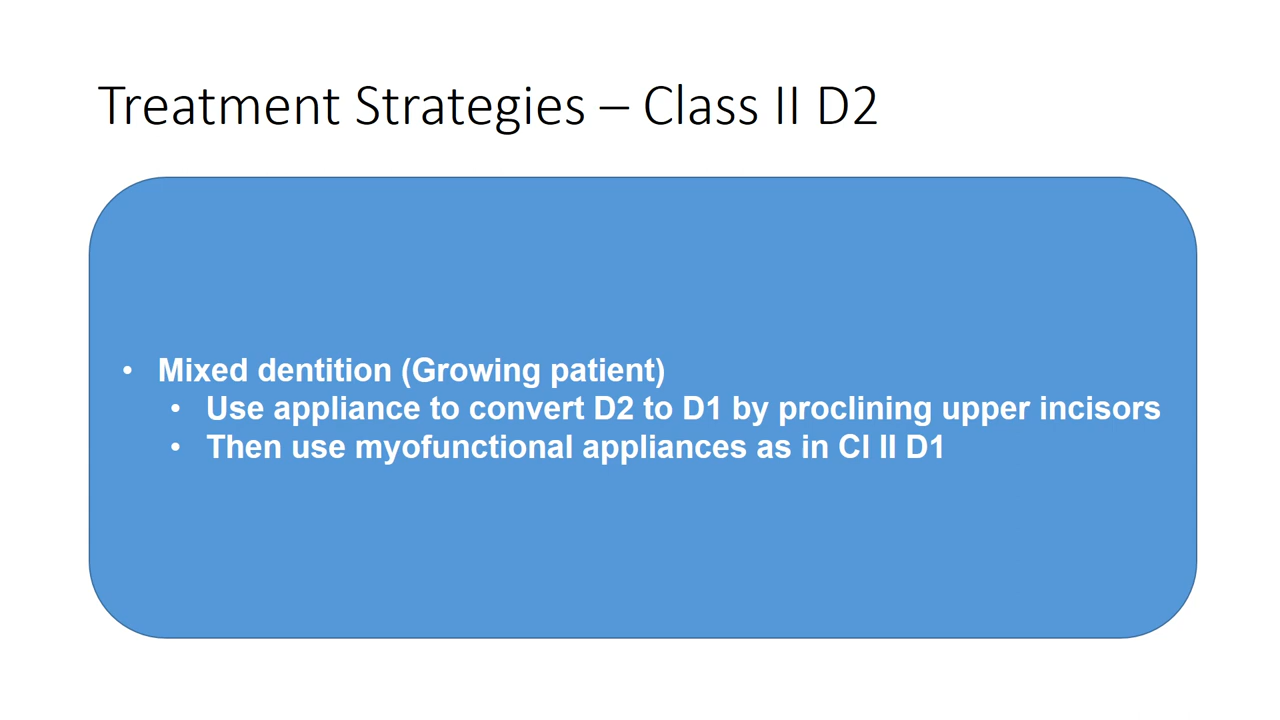 Treatment Strategies – Class II D2
• Mixed dentition (Growing patient)
• Use appliance to convert D2 to D1 by proclining upper incisors
• Then use myofunctional appliances as in Cl II D1